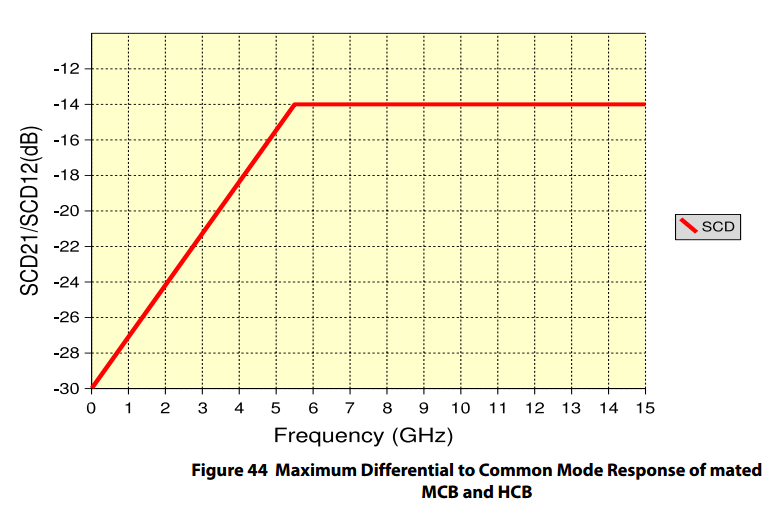 -12
-14
-16
-18
-20
-22
-24
-26
-28
-30
SCD21/SCD12(dB)
0 1 2 3 4 5 6 7 8 9 10 11 12 13 14 15
Frequency (GHz)
SCD
Figure 44 Maximum Differential to Common Mode Response of mated
MCB and HCB